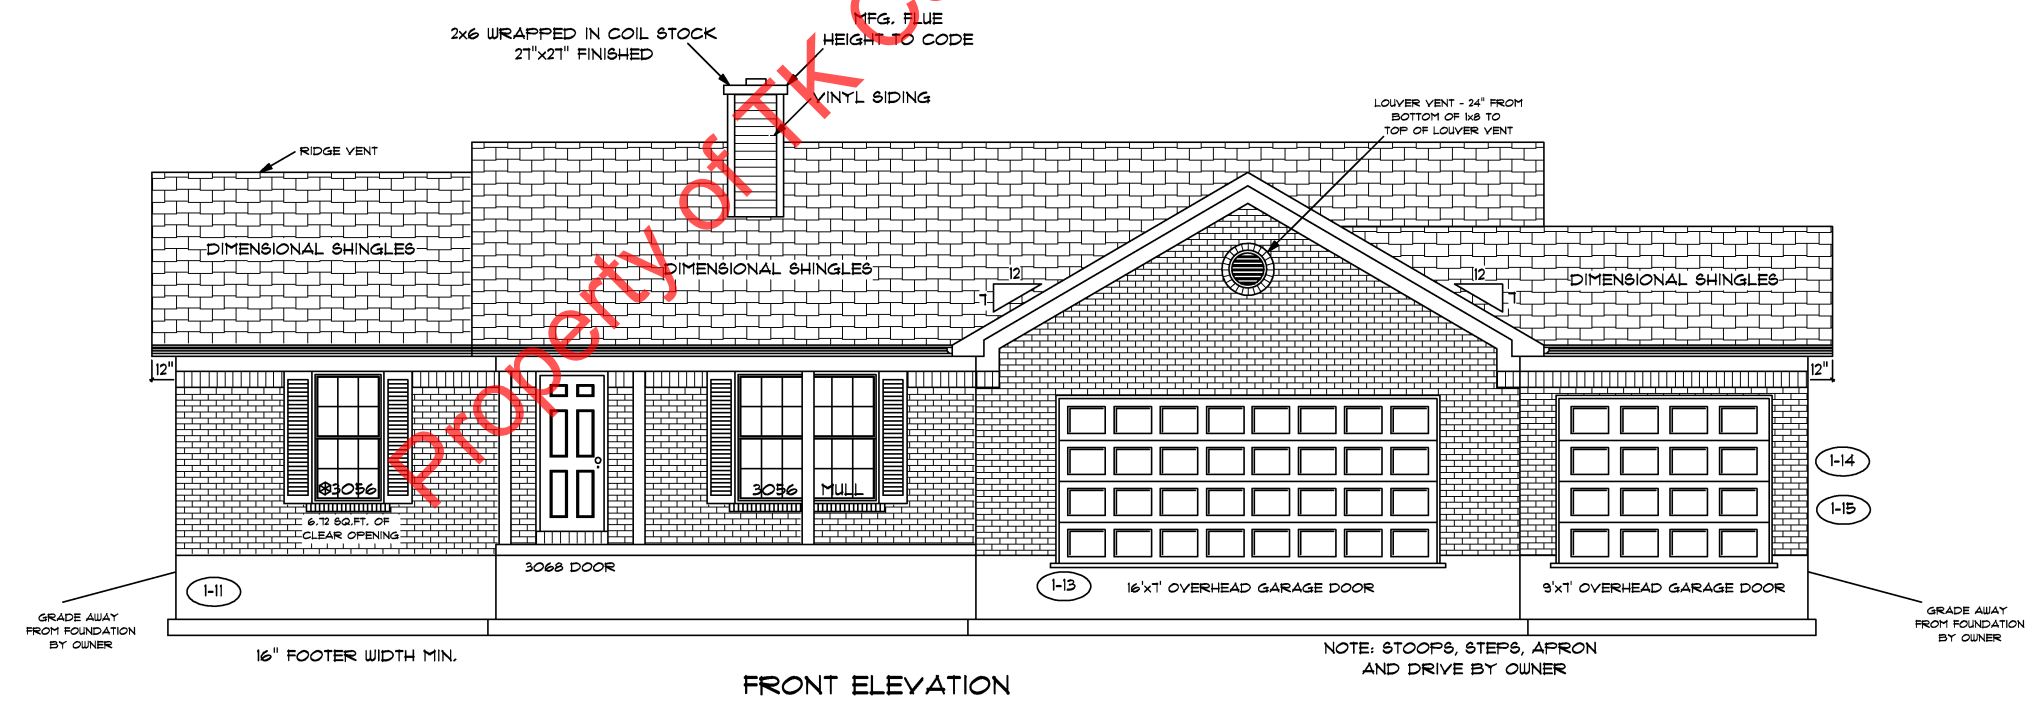 2x6 WRAPPED IN COIL STOCK
27"x27" FINISHED
MFG. FLUE
HEIGHT TO CODE
VINYL SIDING
LOUVER VENT - 24" FROM
BOTTOM OF 1x8 TO
TOP OF LOUVER VENT
RIDGE VENT
DIMENSIONAL SHINGLES
DIMENSIONAL SHINGLES
DIMENSIONAL SHINGLES
12
7
12
7
12"
12"
Property of TK
3056
6.72 SQ.FT. OF
CLEAR OPENING
3056 MULL
3068 DOOR
1-14
1-15
1-11
1-13
16'x7' OVERHEAD GARAGE DOOR
9'x7' OVERHEAD GARAGE DOOR
GRADE AWAY
FROM FOUNDATION
BY OWNER
GRADE AWAY
FROM FOUNDATION
BY OWNER
16" FOOTER WIDTH MIN.
NOTE: STOOPS, STEPS, APRON
AND DRIVE BY OWNER
FRONT ELEVATION